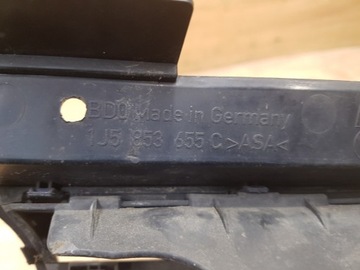 BDO Made in Germany
1J5 853 655 C >ASA<